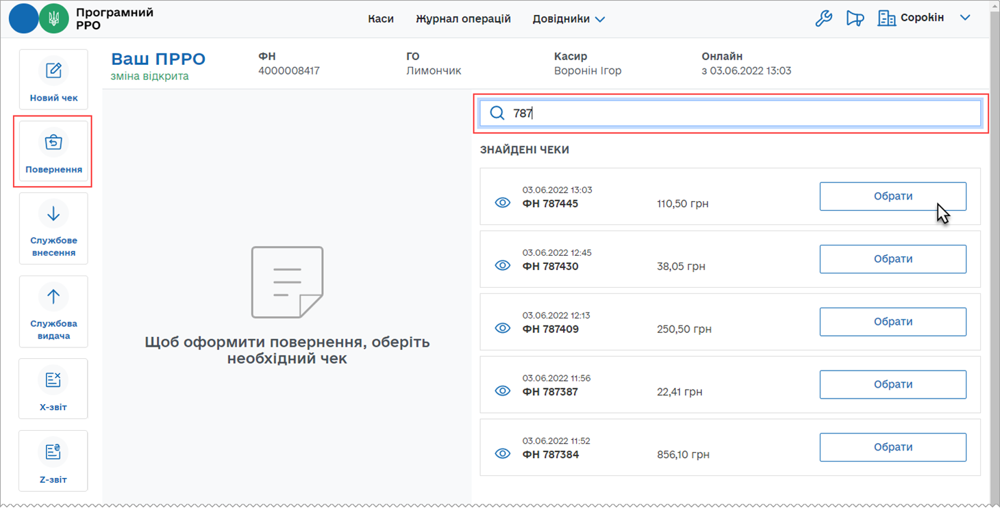 Програмний
РРО
Каси
Журнал операцій
Довідники
Сорокін
Новий чек
Повернення
Службове
внесення
Службова
видача
Х-звіт
Z-звіт
Ваш ПРРО
зміна відкрита
ФН
4000008417
ГО
Лимончик
Касир
Воронін Ігор
Онлайн
з 03.06.2022 13:03
Щоб оформити повернення, оберіть
необхідний чек
787
ЗНАЙДЕНІ ЧЕКИ
03.06.2022 13:03
ФН 787445
110,50 грн
Обрати
03.06.2022 12:45
ФН 787430
38,05 грн
Обрати
03.06.2022 12:13
ФН 787409
250,50 грн
Обрати
03.06.2022 11:56
ФН 787387
22,41 грн
Обрати
03.06.2022 11:52
ФН 787384
856,10 грн
Обрати